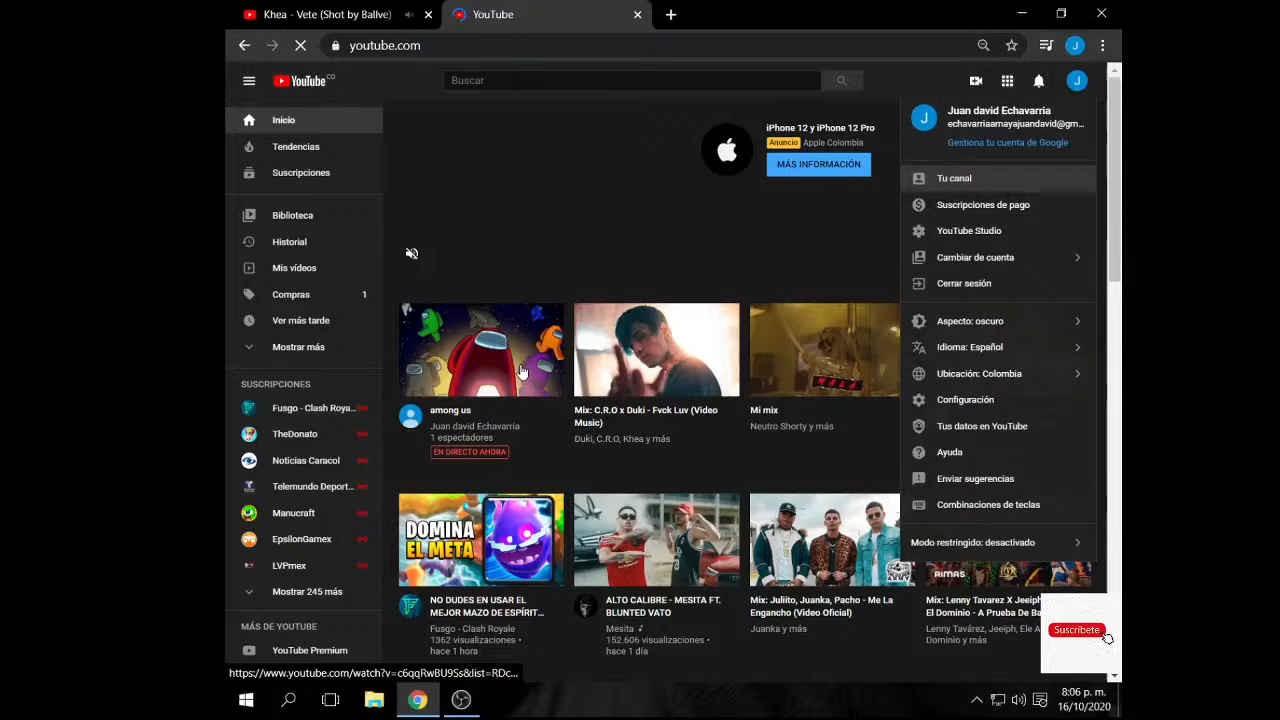 Khea - Vete (Shot by Ballve)
YouTube
youtube.com
J
YouTube CO
Buscar
J
Inicio
Tendencias
Suscripciones
Biblioteca
Historial
Mis vídeos
Compras 1
Ver más tarde
Mostrar más
SUSCRIPCIONES
Fusgo - Clash Roya...
TheDonato
Noticias Caracol
Telemundo Deport...
Manucraft
EpsilonGamex
LVPmex
Mostrar 245 más
MÁS DE YOUTUBE
YouTube Premium
iPhone 12 y iPhone 12 Pro
Anuncio Apple Colombia
MÁS INFORMACIÓN
among us
Juan david Echavarria
1 espectadores
EN DIRECTO AHORA
Mix: C.R.O x Duki - Fvck Luv (Video
Music)
Duki, C.R.O, Khea y más
Mi mix
Neutro Shorty y más
DOMINA
EL META
NO DUDES EN USAR EL
MEJOR MAZO DE ESPÍRIT...
Fusgo - Clash Royale
1362 visualizaciones •
hace 1 hora
ALTO CALIBRE - MESITA FT.
BLUNTED VATO
Mesita
152.606 visualizaciones •
hace 1 día
Mix: Juliito, Juanka, Pacho - Me La
Engancho (Video Oficial)
Juanka y más
RIMAS
Mix: Lenny Tavarez X Jeeiph
El Dominio - A Prueba De Ba
Lenny Tavárez, Jeeiph, Ele A
Dominio y más
J
Juan david Echavarria
echavarriaamayajuandavid@gm...
Gestiona tu cuenta de Google
Tu canal
Suscripciones de pago
YouTube Studio
Cambiar de cuenta
Cerrar sesión
Aspecto: oscuro
Idioma: Español
Ubicación: Colombia
Configuración
Tus datos en YouTube
Ayuda
Enviar sugerencias
Combinaciones de teclas
Modo restringido: desactivado
Suscríbete
https://www.youtube.com/watch?v=c6qqRwBU9Ss&list=RDc...
8:06 p. m.
16/10/2020